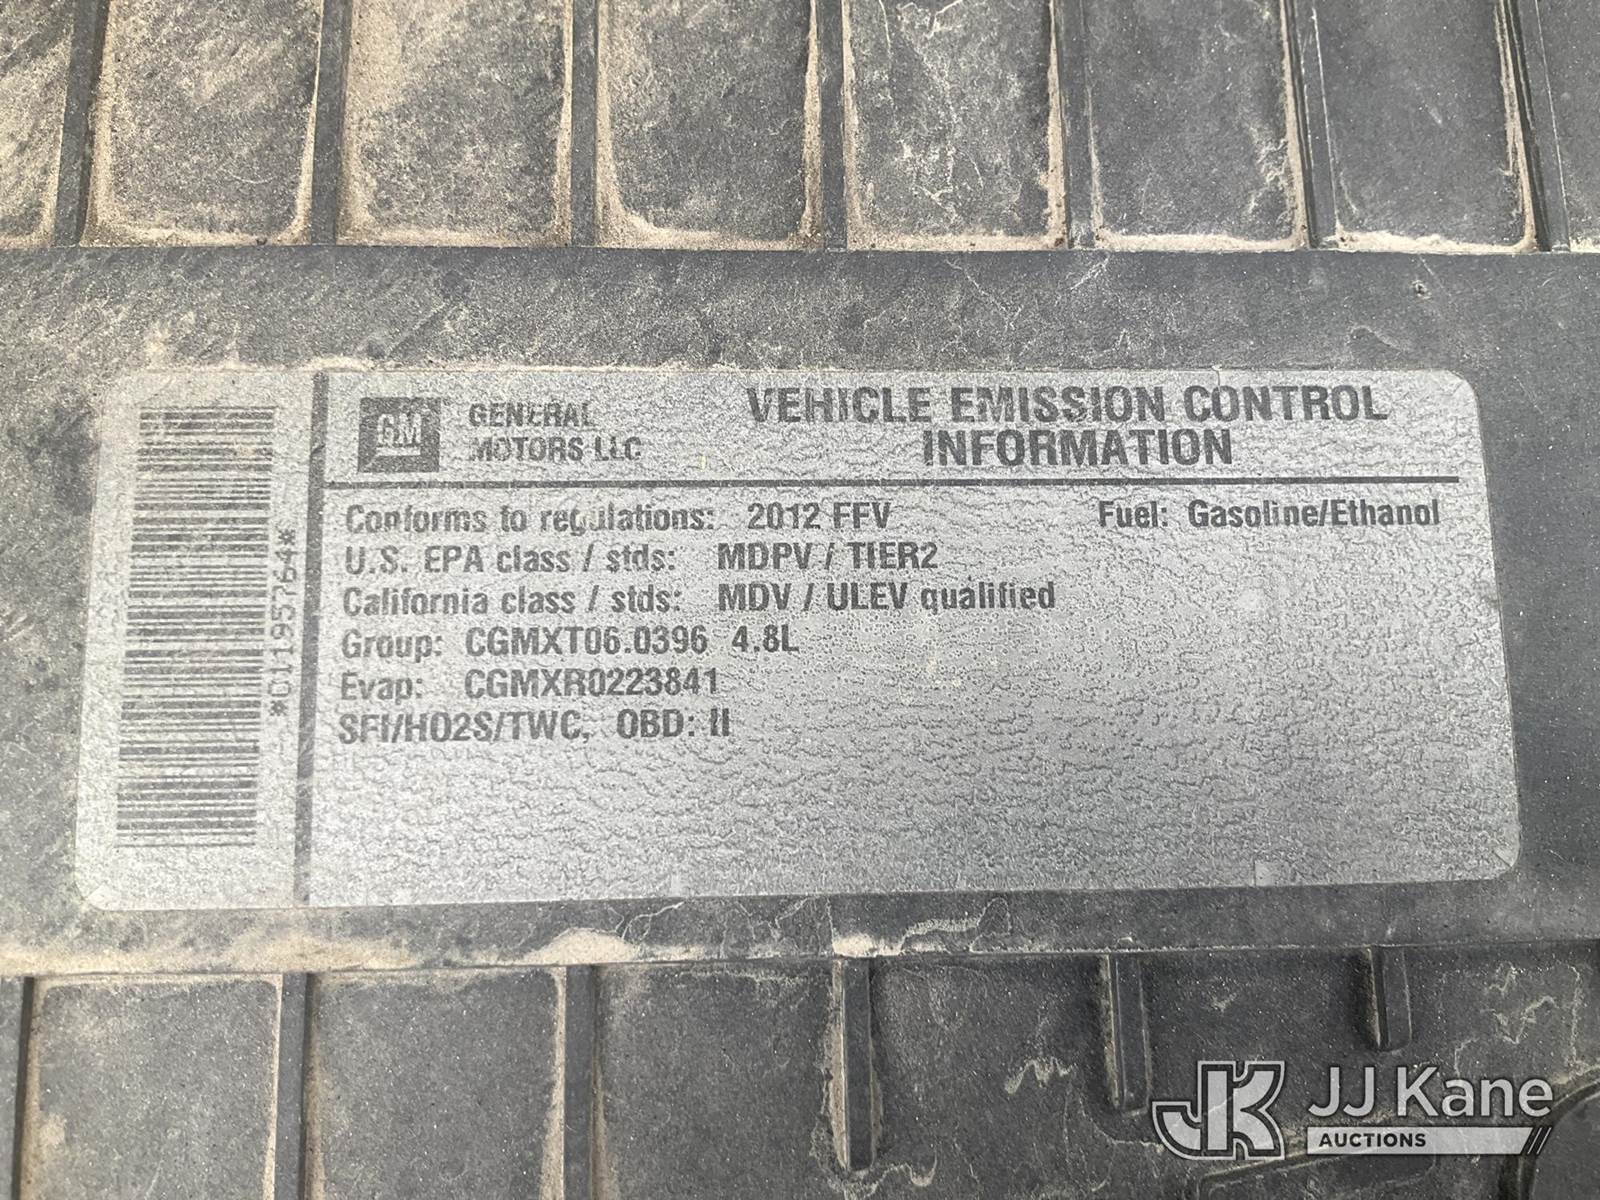 GM GENERAL MOTORS LLC
VEHICLE EMISSION CONTROL
INFORMATION
Conforms to regulations: 2012 FFV Fuel: Gasoline/Ethanol
U.S. EPA class / stds: MDPV / TIER2
California class / stds: MDV / ULEV qualified
Group: CGMXT06.0396 4.8L
Evap: CGMXR0223841
SFI/HO2S/TWC, OBD: II
*01195764*
JK JJ Kane
AUCTIONS